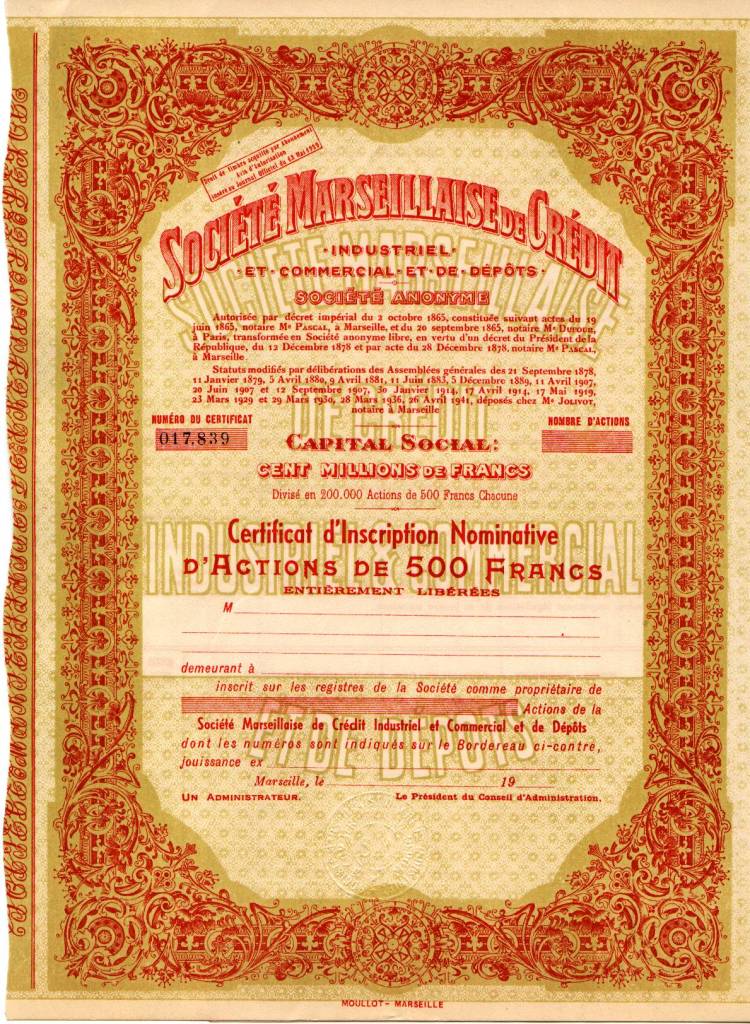 Droit de Timbre acquitté par Abonnement
Avis d'Autorisation
inséré au Journal Officiel du 13 Mai 1929
SOCIÉTÉ MARSEILLAISE DE CRÉDIT
INDUSTRIEL
ET COMMERCIAL ET DE DÉPÔTS
SOCIÉTÉ ANONYME
Autorisée par décret impérial du 2 octobre 1865, constituée suivant actes du 19
juin 1865, notaire Me PASCAL, à Marseille, et du 20 septembre 1865, notaire Me DUFOUR,
à Paris, transformée en Société anonyme libre, en vertu d'un décret du Président de la
République, du 12 Décembre 1878 et par acte du 28 Décembre 1878, notaire Me PASCAL,
à Marseille.
Statuts modifiés par délibérations des Assemblées générales des 21 Septembre 1878,
11 Janvier 1879, 5 Avril 1880, 9 Avril 1881, 11 Juin 1883, 5 Décembre 1889, 11 Avril 1907,
20 Juin 1907 et 12 Septembre 1907, 30 Janvier 1914, 17 Avril 1914, 17 Mai 1919,
23 Mars 1929 et 29 Mars 1930, 28 Mars 1936, 26 Avril 1941, déposés chez Me JOLIVOT,
notaire à Marseille
NUMÉRO DU CERTIFICAT
017,839
NOMBRE D'ACTIONS
CAPITAL SOCIAL:
CENT MILLIONS DE FRANCS
Divisé en 200.000 Actions de 500 Francs Chacune
Certificat d'Inscription Nominative
D'ACTIONS DE 500 FRANCS
ENTIÈREMENT LIBÉRÉES
M
demeurant à
inscrit sur les registres de la Société comme propriétaire de
Actions de la
Société Marseillaise de Crédit Industriel et Commercial et de Dépôts
dont les numéros sont indiqués sur le Bordereau ci-contre,
jouissance ex
Marseille, le 19
UN ADMINISTRATEUR.
Le Président du Conseil d'Administration.
SOCIÉTÉ MARSEILLAISE
DE CRÉDIT
INDUSTRIEL & COMMERCIAL
ET DE DÉPÔTS
MOULLOT - MARSEILLE